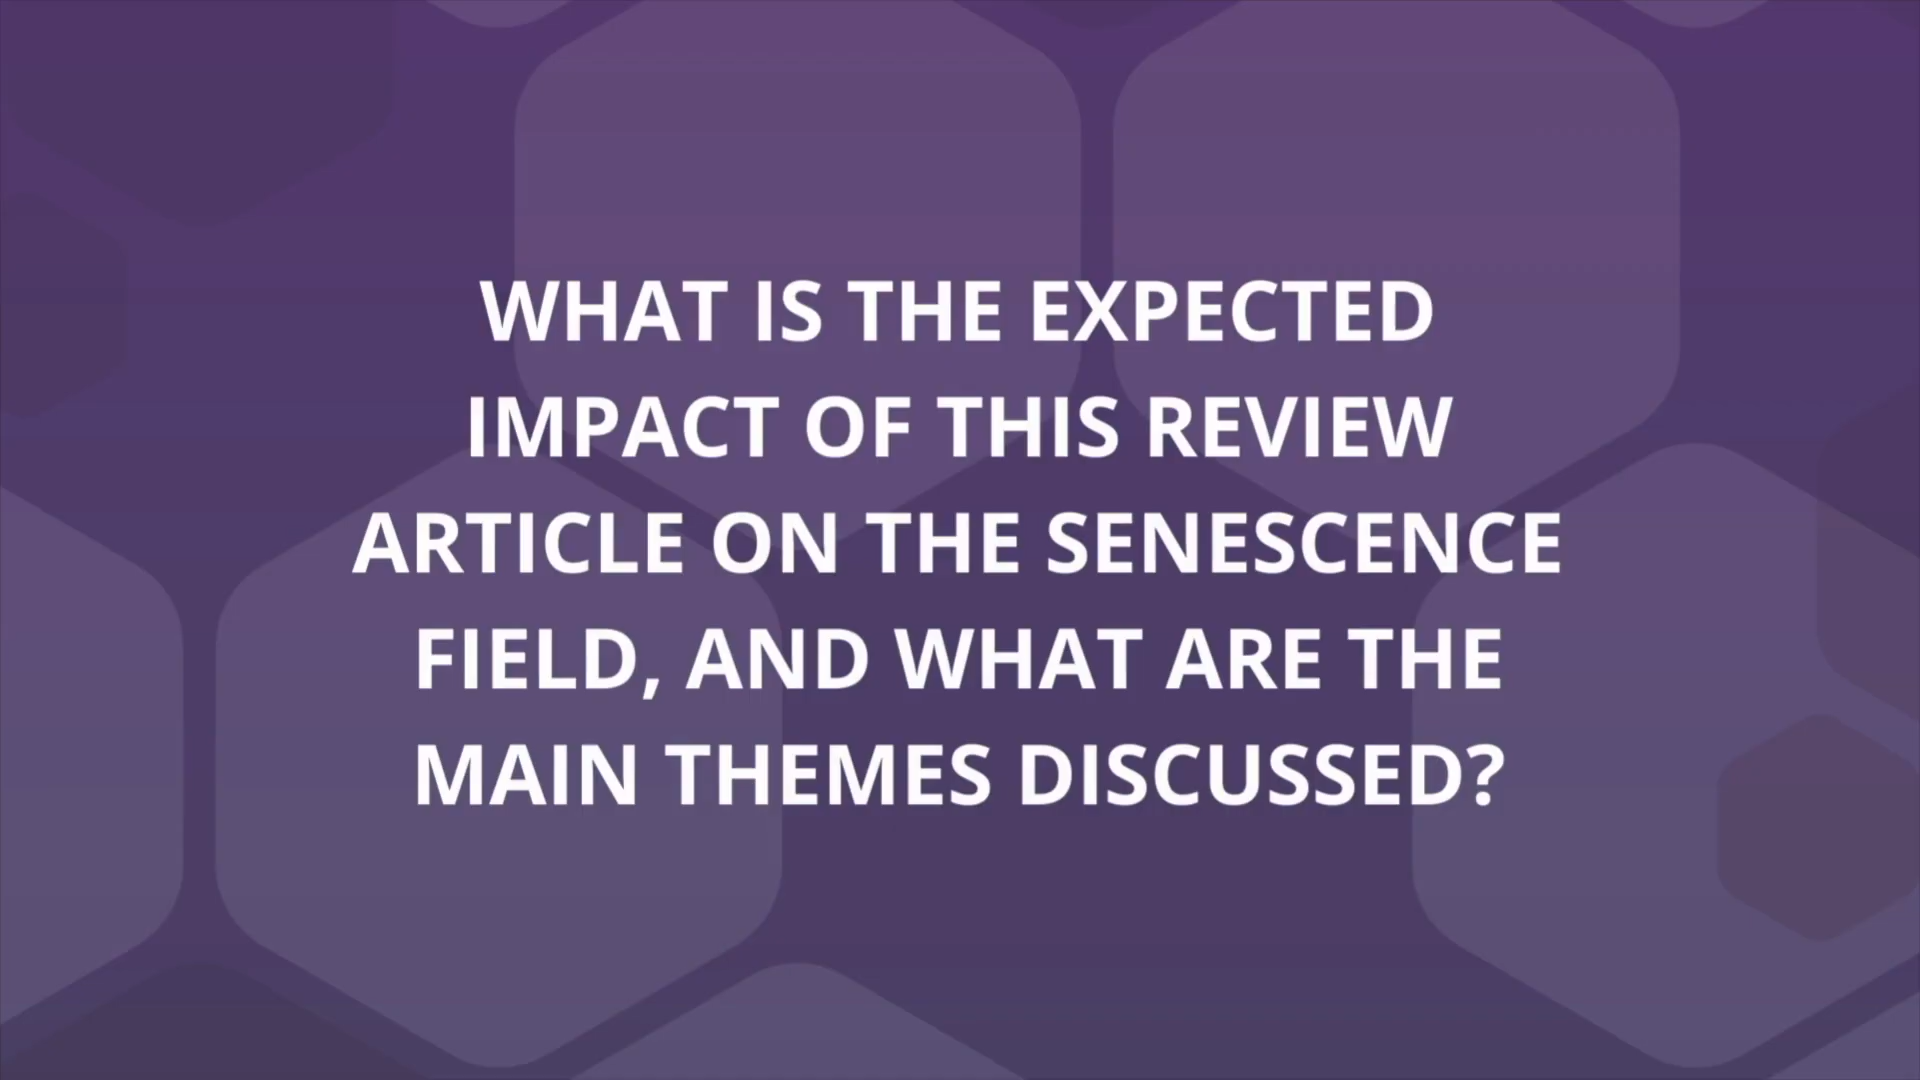 WHAT IS THE EXPECTED
IMPACT OF THIS REVIEW
ARTICLE ON THE SENESCENCE
FIELD, AND WHAT ARE THE
MAIN THEMES DISCUSSED?